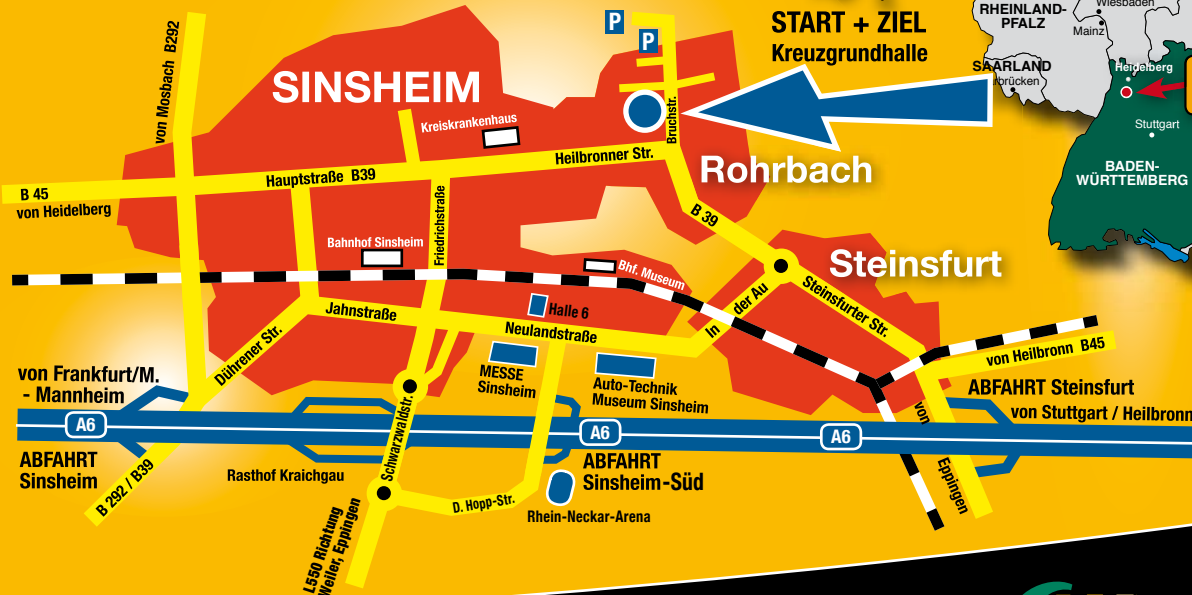 START + ZIEL
Kreuzgrundhalle
P
P
RHEINLAND-
PFALZ
Wiesbaden
Mainz
SAARLAND
Heidelberg
Stuttgart
BADEN-
WÜRTTEMBERG
von Mosbach B292
SINSHEIM
Kreiskrankenhaus
Bruchstr.
Heilbronner Str.
Rohrbach
B 45
von Heidelberg
Hauptstraße B39
Friedrichstraße
B 39
Bahnhof Sinsheim
Bhf. Museum
Steinsfurt
Steinsfurter Str.
In der Au
Halle 6
Jahnstraße
Neulandstraße
Dührener Str.
MESSE
Sinsheim
Auto-Technik
Museum Sinsheim
von Heilbronn B45
von Frankfurt/M.
- Mannheim
ABFAHRT Steinsfurt
von Stuttgart / Heilbronn
A6
A6
A6
ABFAHRT
Sinsheim
B 292 / B39
Rasthof Kraichgau
Schwarzwaldstr.
ABFAHRT
Sinsheim-Süd
D. Hopp-Str.
Rhein-Neckar-Arena
von Eppingen
L550 Richtung
Weiler, Eppingen